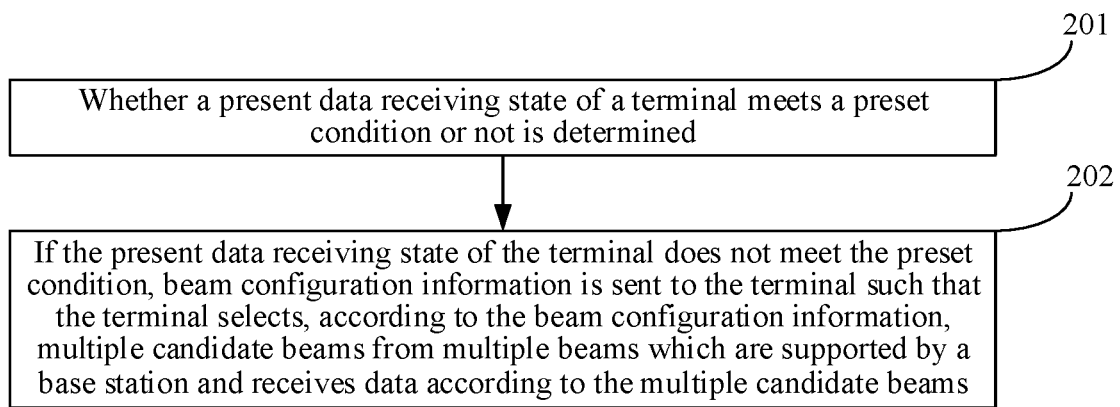 201
Whether a present data receiving state of a terminal meets a preset
condition or not is determined
202
If the present data receiving state of the terminal does not meet the preset
condition, beam configuration information is sent to the terminal such that
the terminal selects, according to the beam configuration information,
multiple candidate beams from multiple beams which are supported by a
base station and receives data according to the multiple candidate beams